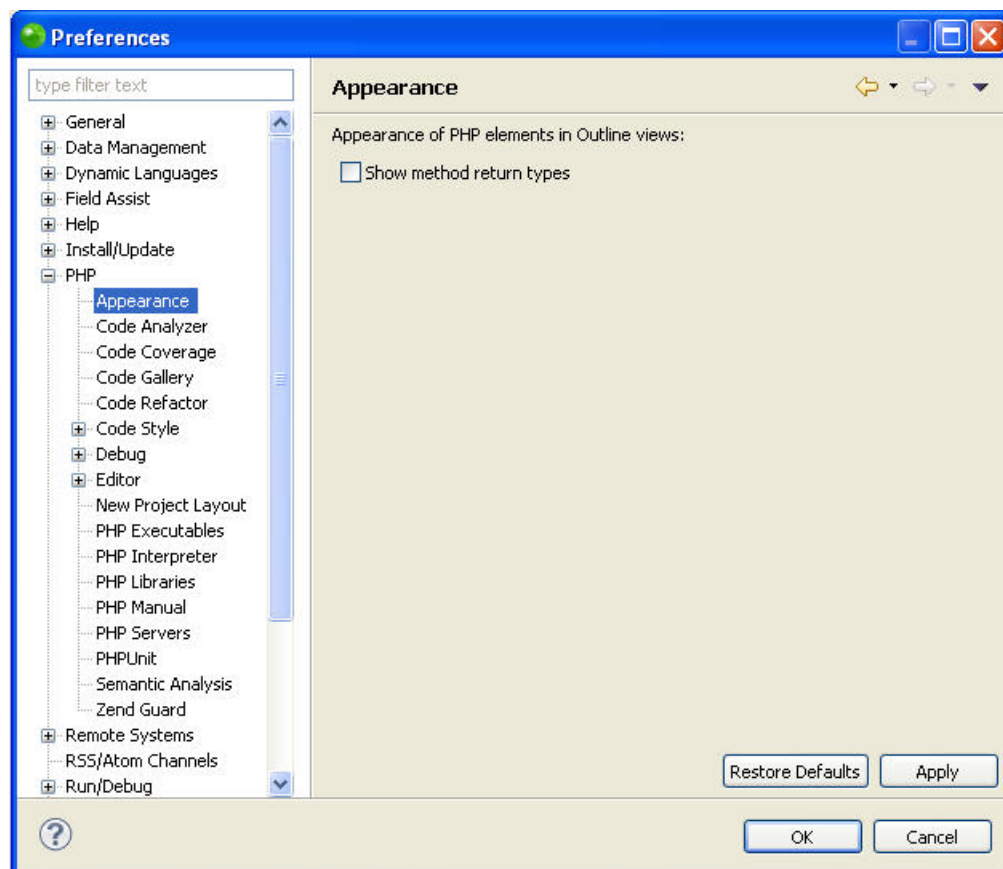 Preferences
type filter text
General
Data Management
Dynamic Languages
Field Assist
Help
Install/Update
PHP
Appearance
Code Analyzer
Code Coverage
Code Gallery
Code Refactor
Code Style
Debug
Editor
New Project Layout
PHP Executables
PHP Interpreter
PHP Libraries
PHP Manual
PHP Servers
PHPUnit
Semantic Analysis
Zend Guard
Remote Systems
RSS/Atom Channels
Run/Debug
Appearance
Appearance of PHP elements in Outline views:
Show method return types
Restore Defaults
Apply
OK
Cancel